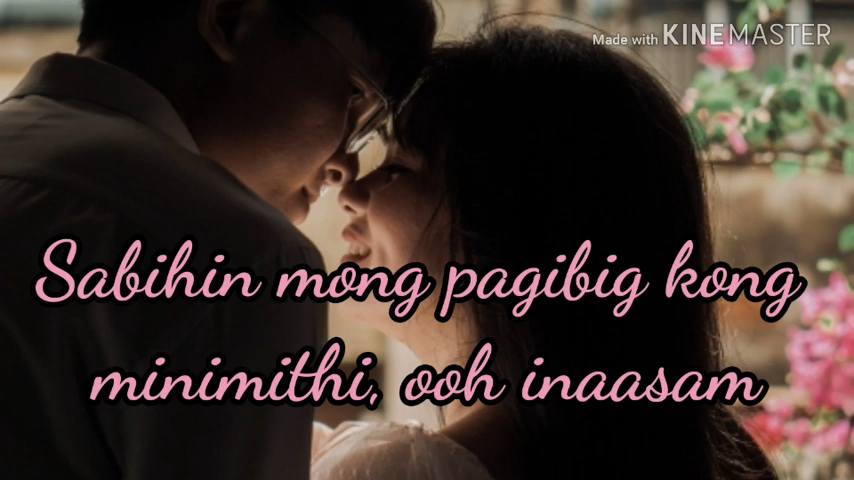 Made with KINEMASTER
Sabihin mong pagibig kong
minimithi, ooh inaasam